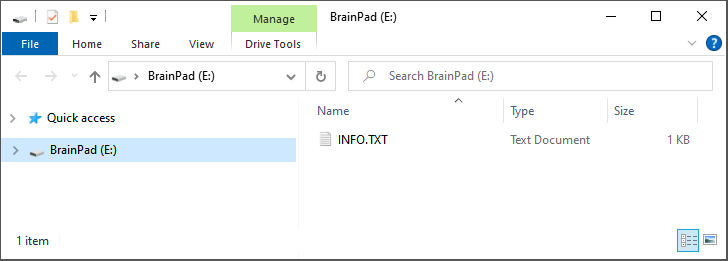 Manage
BrainPad (E:)
File
Home
Share
View
Drive Tools
BrainPad (E:)
Search BrainPad (E:)
Quick access
BrainPad (E:)
Name
Type
Size
INFO.TXT
Text Document
1 KB
1 item